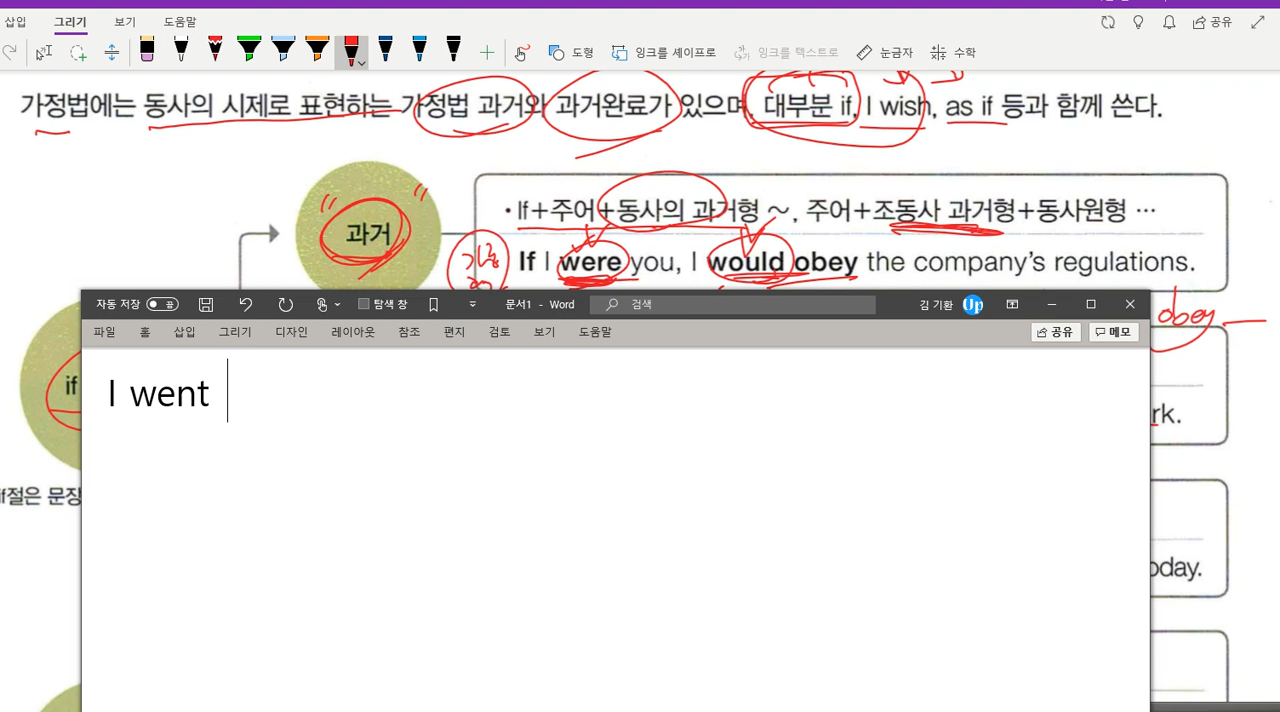 삽입 그리기 보기 도움말 공유
도형 잉크를 셰이프로 잉크를 텍스트로 눈금자 수학
가정법에는 동사의 시제로 표현하는 가정법 과거와 과거완료가 있으며, 대부분 if, I wish, as if 등과 함께 쓴다.
과거
• If+주어+동사의 과거형 ~, 주어+조동사 과거형+동사원형 …
If I were you, I would obey the company's regulations.
자동 저장 끔 탐색 창 문서1 - Word 검색 김 기환
파일 홈 삽입 그리기 디자인 레이아웃 참조 편지 검토 보기 도움말 공유 메모
obey
if
I went
rk.
if절은 문장
oday.